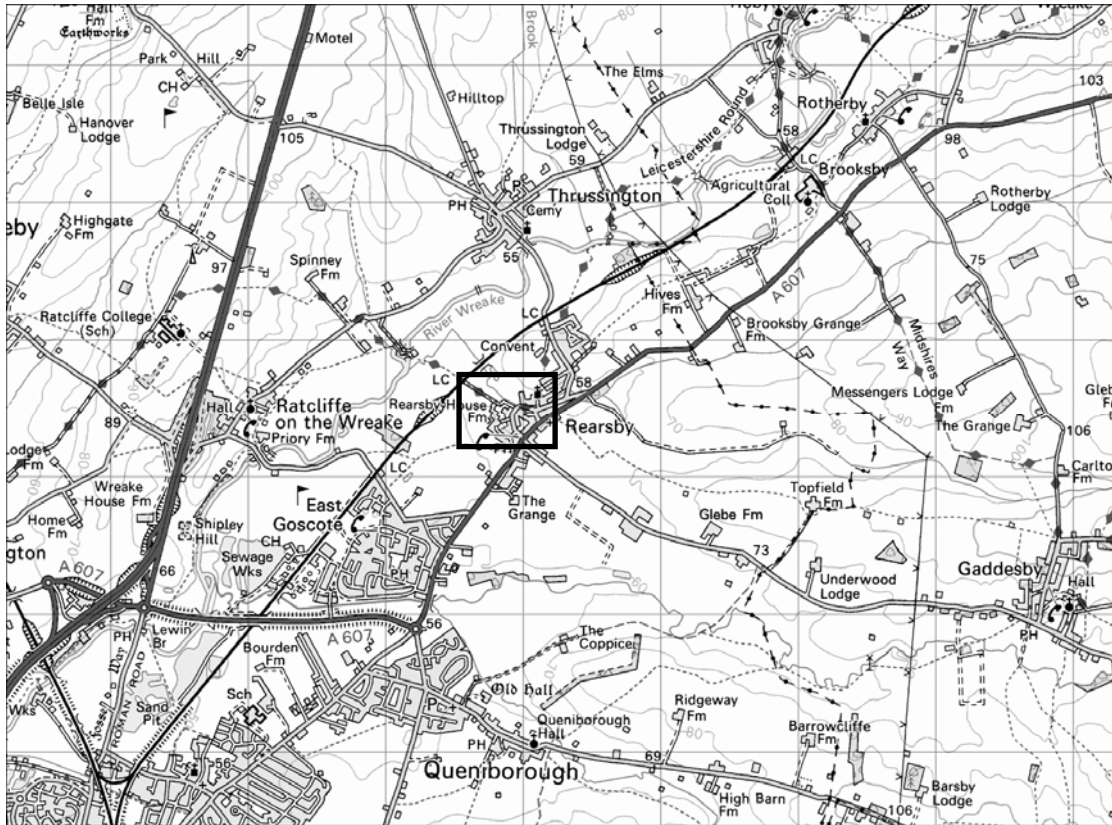 Hall
Fm
Earthworks
Motel
Park Hill
CH
Belle Isle
Hanover
Lodge
105
Brook
80
Hilltop
The Elms
70
Thrussington
Lodge
59
Leicestershire Round
Rotherby
103
98
58
LC
Brooksby
Agricultural
Coll
Rotherby
Lodge
PH
P
Cemy
Thrussington
55
Highgate
Fm
eby
97
Spinney
Fm
Ratcliffe College
(Sch)
River Wreake
LC
Convent
Hives
Fm
A 607
Brooksby Grange
Fm
75
Midshires
Way
Messengers Lodge
Fm
The Grange
106
Glebe
Fm
Carlton
Fm
LC
58
Rearsby House
Fm
Rearsby
Hall
Ratcliffe
on the Wreake
Priory Fm
89
LC
Lodge
Fm
Wreake
House Fm
Home
Fm
Shipley
Hill
East
Goscote
CH
Sewage
Wks
PH
The
Grange
Glebe Fm
Topfield
Fm
73
Underwood
Lodge
Gaddesby
Hall
PH
A 607
66
A 607
56
PH
Lewin
Br
Fosse Way
ROMAN ROAD
Bourden
Fm
Sch
Sand
Pit
Wks
56
The
Coppice
Old Hall
P
Queniborough
Hall
PH
Queniborough
Ridgeway
Fm
80
69
Barrowcliffe
Fm
High Barn
Fm
106
Barsby
Lodge